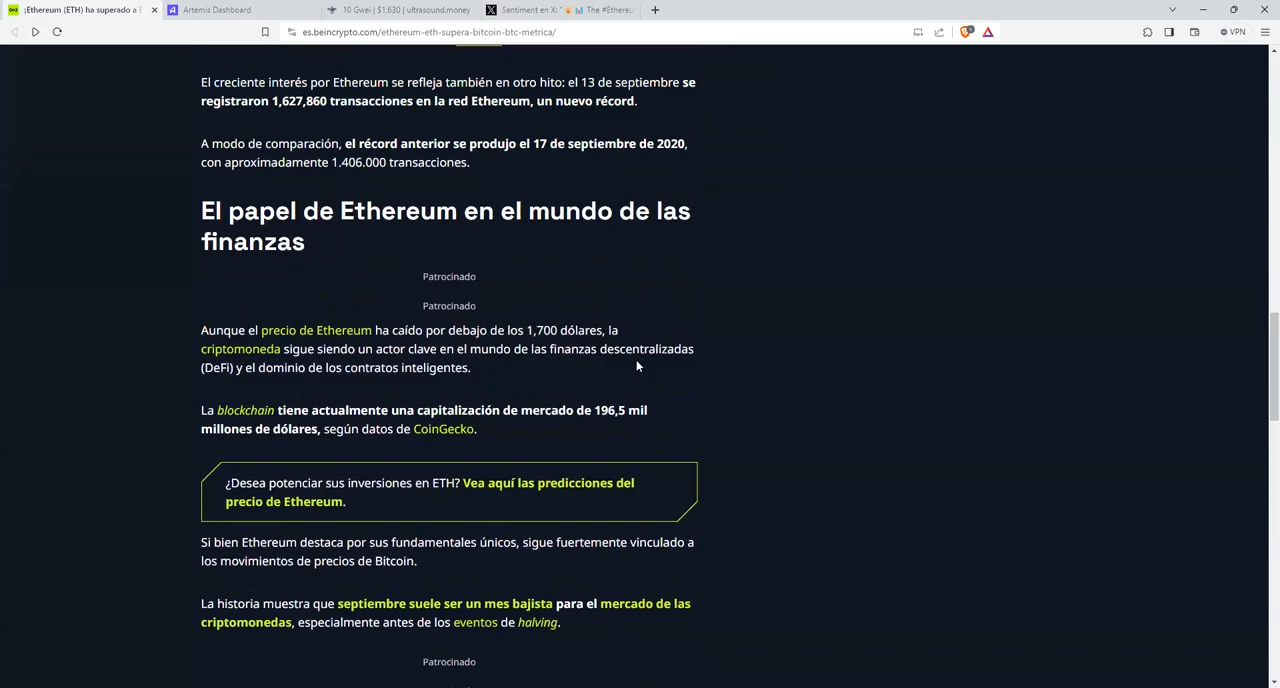 ¡Ethereum (ETH) ha superado a
Artemis Dashboard
10 Gwei | $1,630 | ultrasound.money
Santiment en X: "
The #Ethereu
es.beincrypto.com/ethereum-eth-supera-bitcoin-btc-metrica/
1
VPN
El creciente interés por Ethereum se refleja también en otro hito: el 13 de septiembre se
registraron 1,627,860 transacciones en la red Ethereum, un nuevo récord.
A modo de comparación, el récord anterior se produjo el 17 de septiembre de 2020,
con aproximadamente 1.406.000 transacciones.
El papel de Ethereum en el mundo de las
finanzas
Patrocinado
Patrocinado
Aunque el precio de Ethereum ha caído por debajo de los 1,700 dólares, la
criptomoneda sigue siendo un actor clave en el mundo de las finanzas descentralizadas
(DeFi) y el dominio de los contratos inteligentes.
La blockchain tiene actualmente una capitalización de mercado de 196,5 mil
millones de dólares, según datos de CoinGecko.
¿Desea potenciar sus inversiones en ETH? Vea aquí las predicciones del
precio de Ethereum.
Si bien Ethereum destaca por sus fundamentales únicos, sigue fuertemente vinculado a
los movimientos de precios de Bitcoin.
La historia muestra que septiembre suele ser un mes bajista para el mercado de las
criptomonedas, especialmente antes de los eventos de halving.
Patrocinado